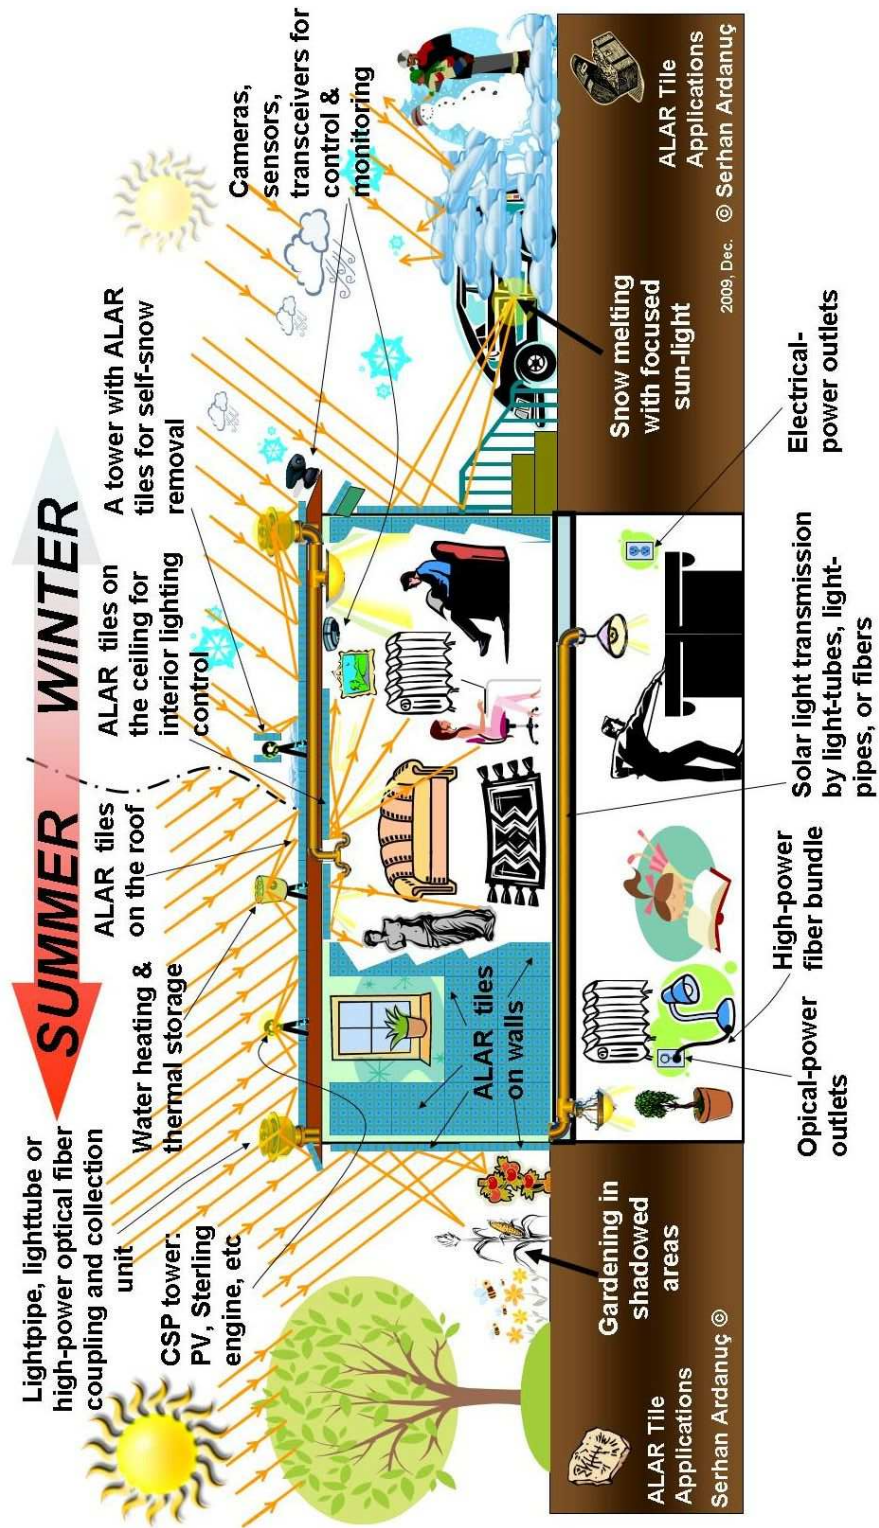 SUMMER WINTER
Lightpipe, lighttube or
high-power optical fiber
coupling and collection
unit
CSP tower:
PV, Sterling
engine, etc
Water heating &
thermal storage
ALAR tiles
on the roof
ALAR tiles on
the ceiling for
interior lighting
control
A tower with ALAR
tiles for self-snow
removal
Cameras,
sensors,
transceivers for
control &
monitoring
ALAR tiles
on walls
Gardening in
shadowed
areas
Snow melting
with focused
sun-light
ALAR Tile
Applications
Serhan Ardanuç ©
ALAR Tile
Applications
2009, Dec. © Serhan Ardanuç
Opical-power
outlets
High-power
fiber bundle
Solar light transmission
by light-tubes, light-
pipes, or fibers
Electrical-
power outlets